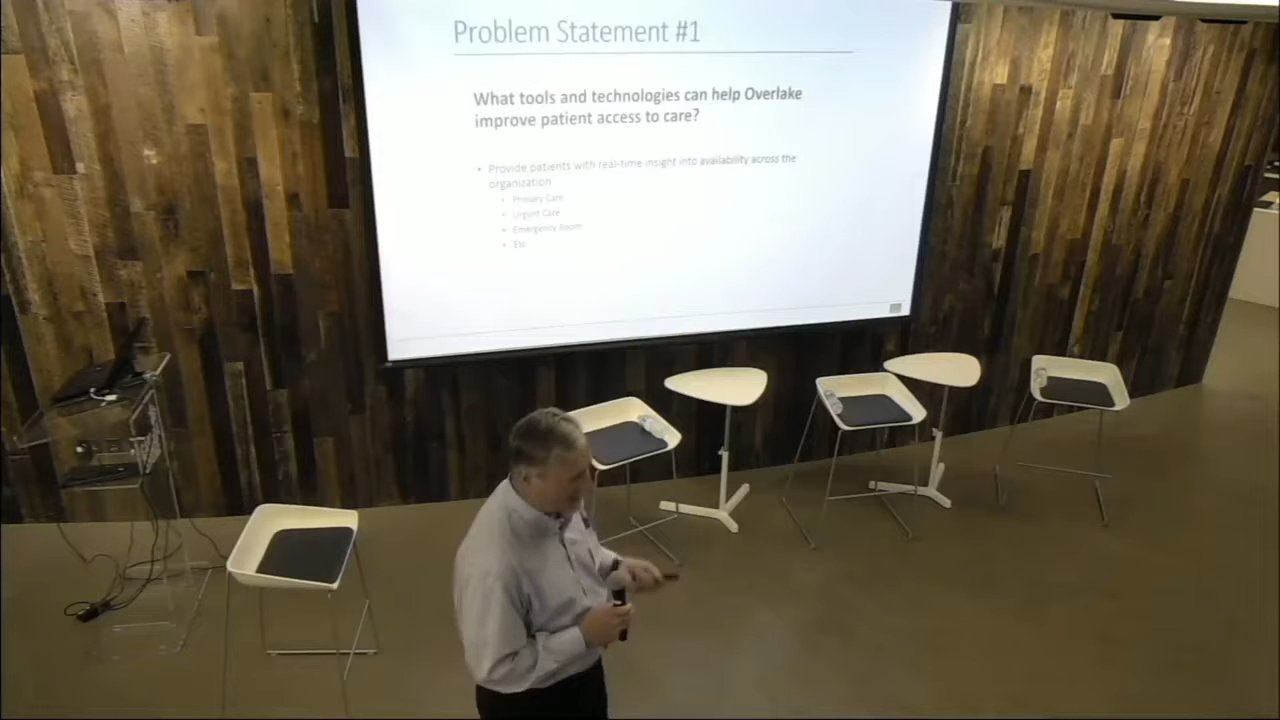 Problem Statement #1
What tools and technologies can help Overlake
improve patient access to care?
• Provide patients with real-time insight into availability across the
organization
• Primary Care
• Urgent Care
• Emergency Room
• Etc